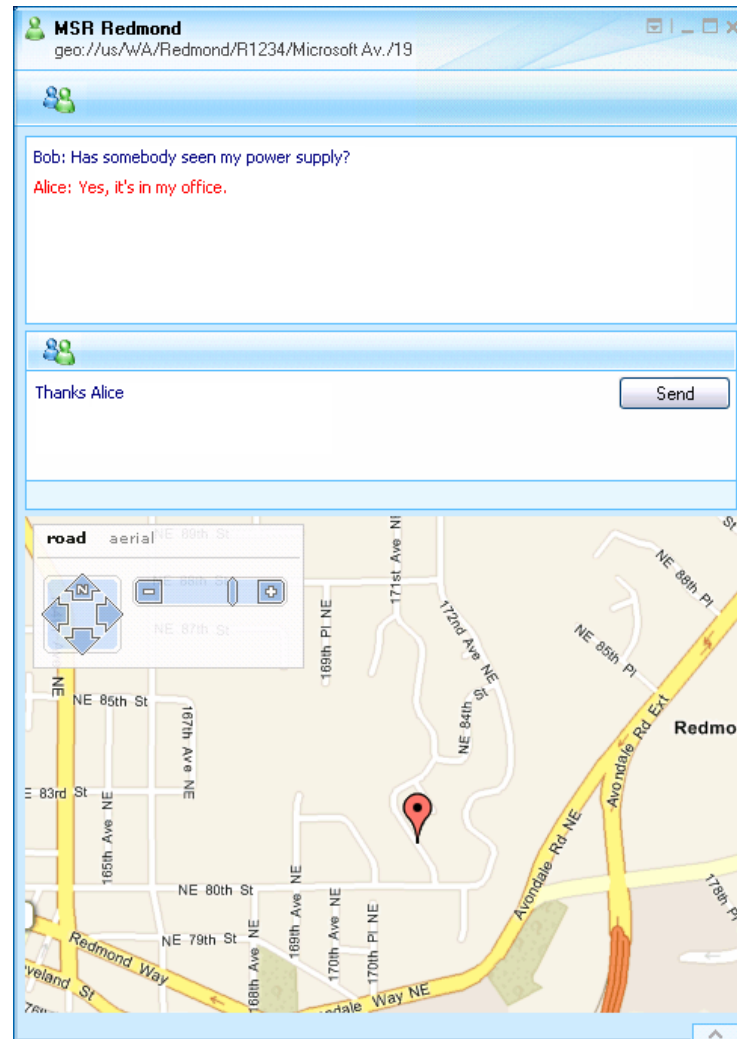 MSR Redmond
geo://us/WA/Redmond/R1234/Microsoft Av./19
Bob: Has somebody seen my power supply?
Alice: Yes, it's in my office.
Thanks Alice
Send
road aerial
NE 89th St
NE 88th St
NE 87th St
N
171st Ave NE
St
NE 88th Pl
172nd Ave NE
169th Pl NE
NE 85th Pl
NE
NE 85th St
167th Ave NE
NE 84th St
Avondale Rd Ext
Redmo
E 83rd St
165th Ave NE
Avondale Rd NE
178th Pl
NE 80th St
169th Ave NE
170th Ave NE
170th Pl NE
NE 79th St
168th Ave NE
Redmond Way
veland St
76th
ndale Way NE